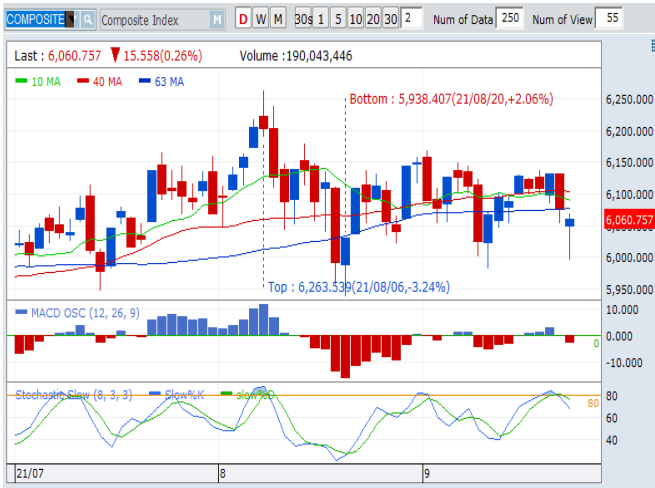 COMPOSITE Composite Index M D W M 30s 1 5 10 20 30 2 Num of Data 250 Num of View 55
Last : 6,060.757 ▼ 15.558(0.26%) Volume :190,043,446
10 MA 40 MA 63 MA
Bottom : 5,938.407(21/08/20,+2.06%)
6,250.000
6,200.000
6,150.000
6,100.000
6,060.757
6,000.000
5,950.000
Top : 6,263.539(21/08/06,-3.24%)
MACD OSC (12, 26, 9)
10.000
0.000
0
-10.000
Stochastic Slow (8, 3, 3) Slow%K slow%D
80
80
60
40
21/07 8 9